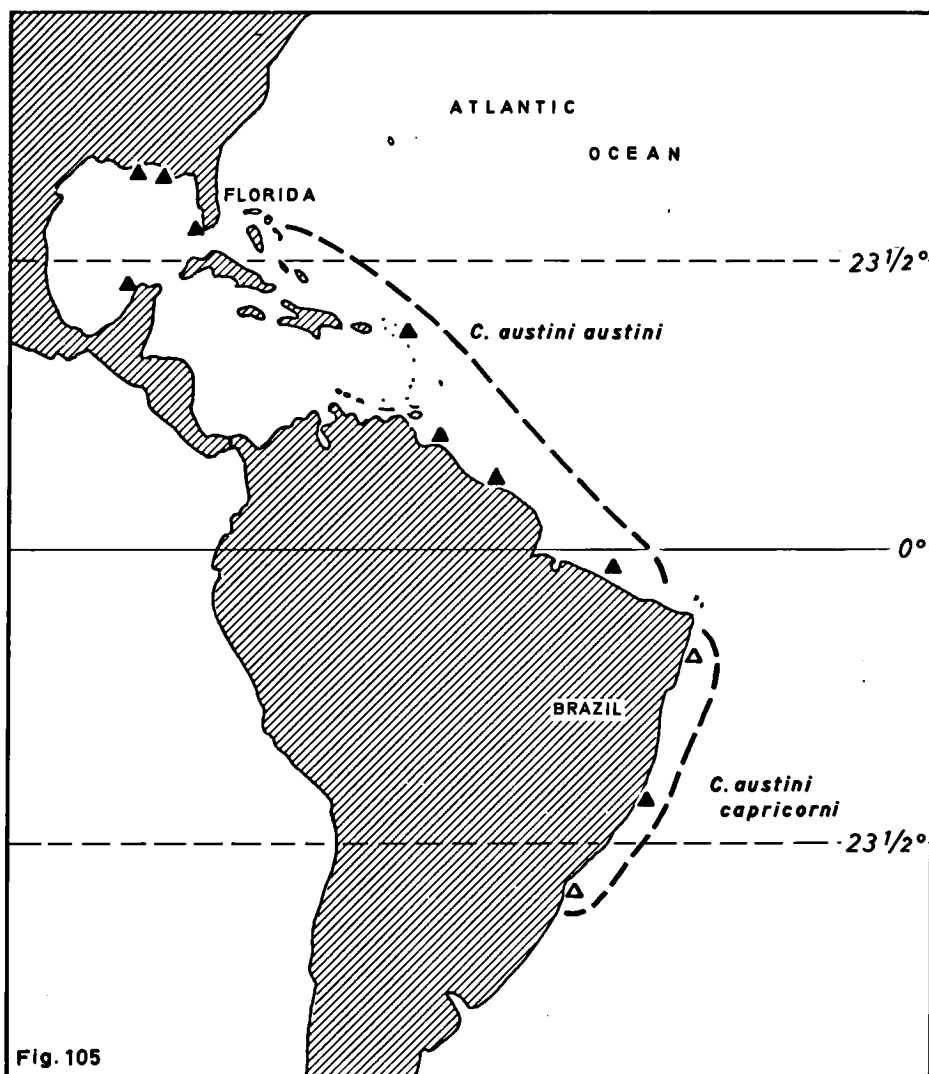 ATLANTIC
OCEAN
FLORIDA
23 1/2°
C. austini austini
0°
BRAZIL
C. austini
capricorni
23 1/2°
Fig. 105